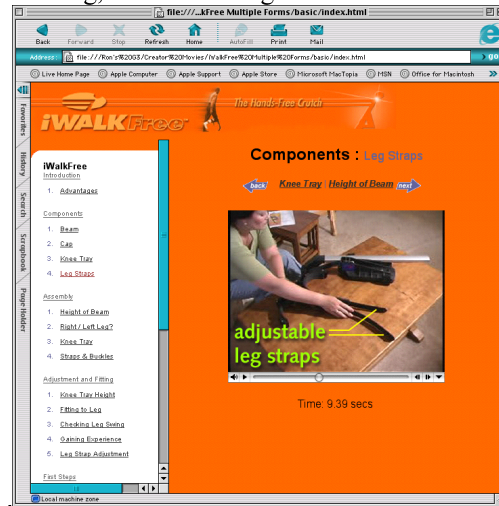 file:///...kFree Multiple Forms/basic/index.html
Back Forward Stop Refresh Home AutoFill Print Mail
Address: file:///Ron's%20G3/Creator%20Movies/iWalkFree%20Multiple%20Forms/basic/index.html go
Live Home Page Apple Computer Apple Support Apple Store Microsoft MacTopia MSN Office for Macintosh
Favorites
History
Search
Scrapbook
Page Holder
iWALKFree
The Hands-Free Crutch
iWalkFree
Introduction
1. Advantages
Components
1. Beam
2. Cap
3. Knee Tray
4. Leg Straps
Assembly
1. Height of Beam
2. Right / Left Leg?
3. Knee Tray
4. Straps & Buckles
Adjustment and Fitting
1. Knee Tray Height
2. Fitting to Leg
3. Checking Leg Swing
4. Gaining Experience
5. Leg Strap Adjustment
First Steps
Components : Leg Straps
back Knee Tray | Height of Beam next
adjustable
leg straps
Time: 9.39 secs
Local machine zone